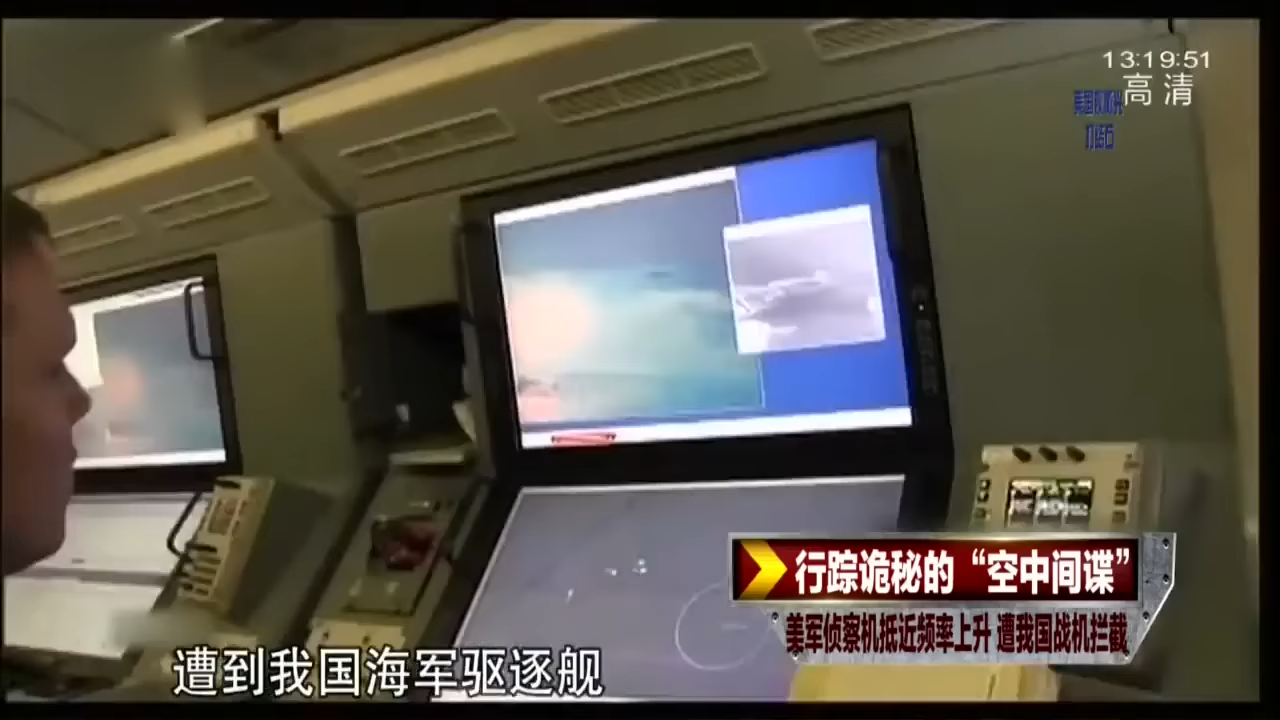 13:19:51
高清
行踪诡秘的“空中间谍”
美军侦察机抵近频率上升 遭我国战机拦截
遭到我国海军驱逐舰